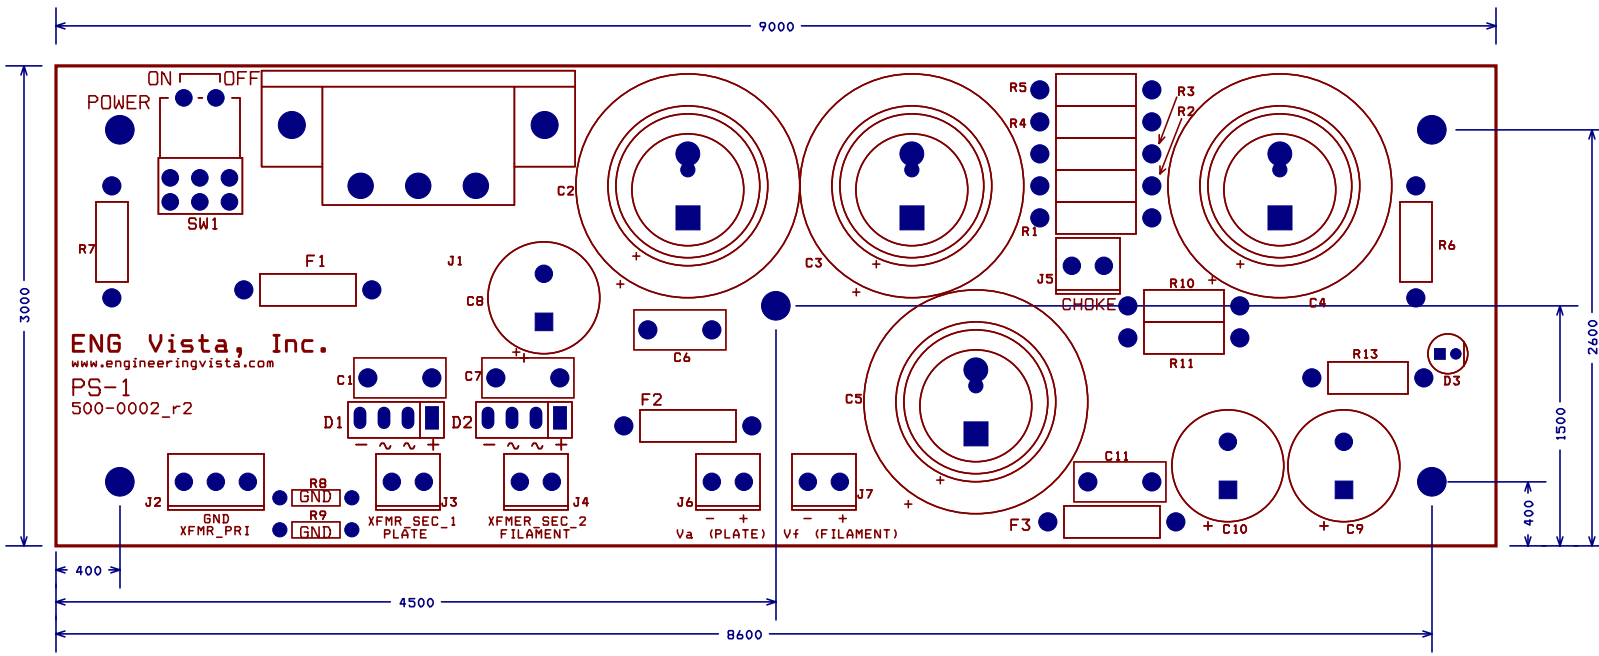 9000
ON OFF
POWER
R5
R3
R2
R4
C2
SW1
R7
R1
R6
F1
J1
C3
J5
C8
CHOKE
R10
C4
3000
2600
ENG Vista, Inc.
www.engineeringvista.com
PS-1
500-0002_r2
C6
R11
R13
D3
C1
C7
C5
F2
1500
D1
D2
- ~ ~ +
- ~ ~ +
C11
J2
R8
GND
J3
J4
J6
J7
R9
GND
GND
XFMR_PRI
XFMR_SEC_1
PLATE
XFMER_SEC_2
FILAMENT
- +
Va (PLATE)
- +
Vf (FILAMENT)
F3
+ C10
+ C9
400
400
4500
8600